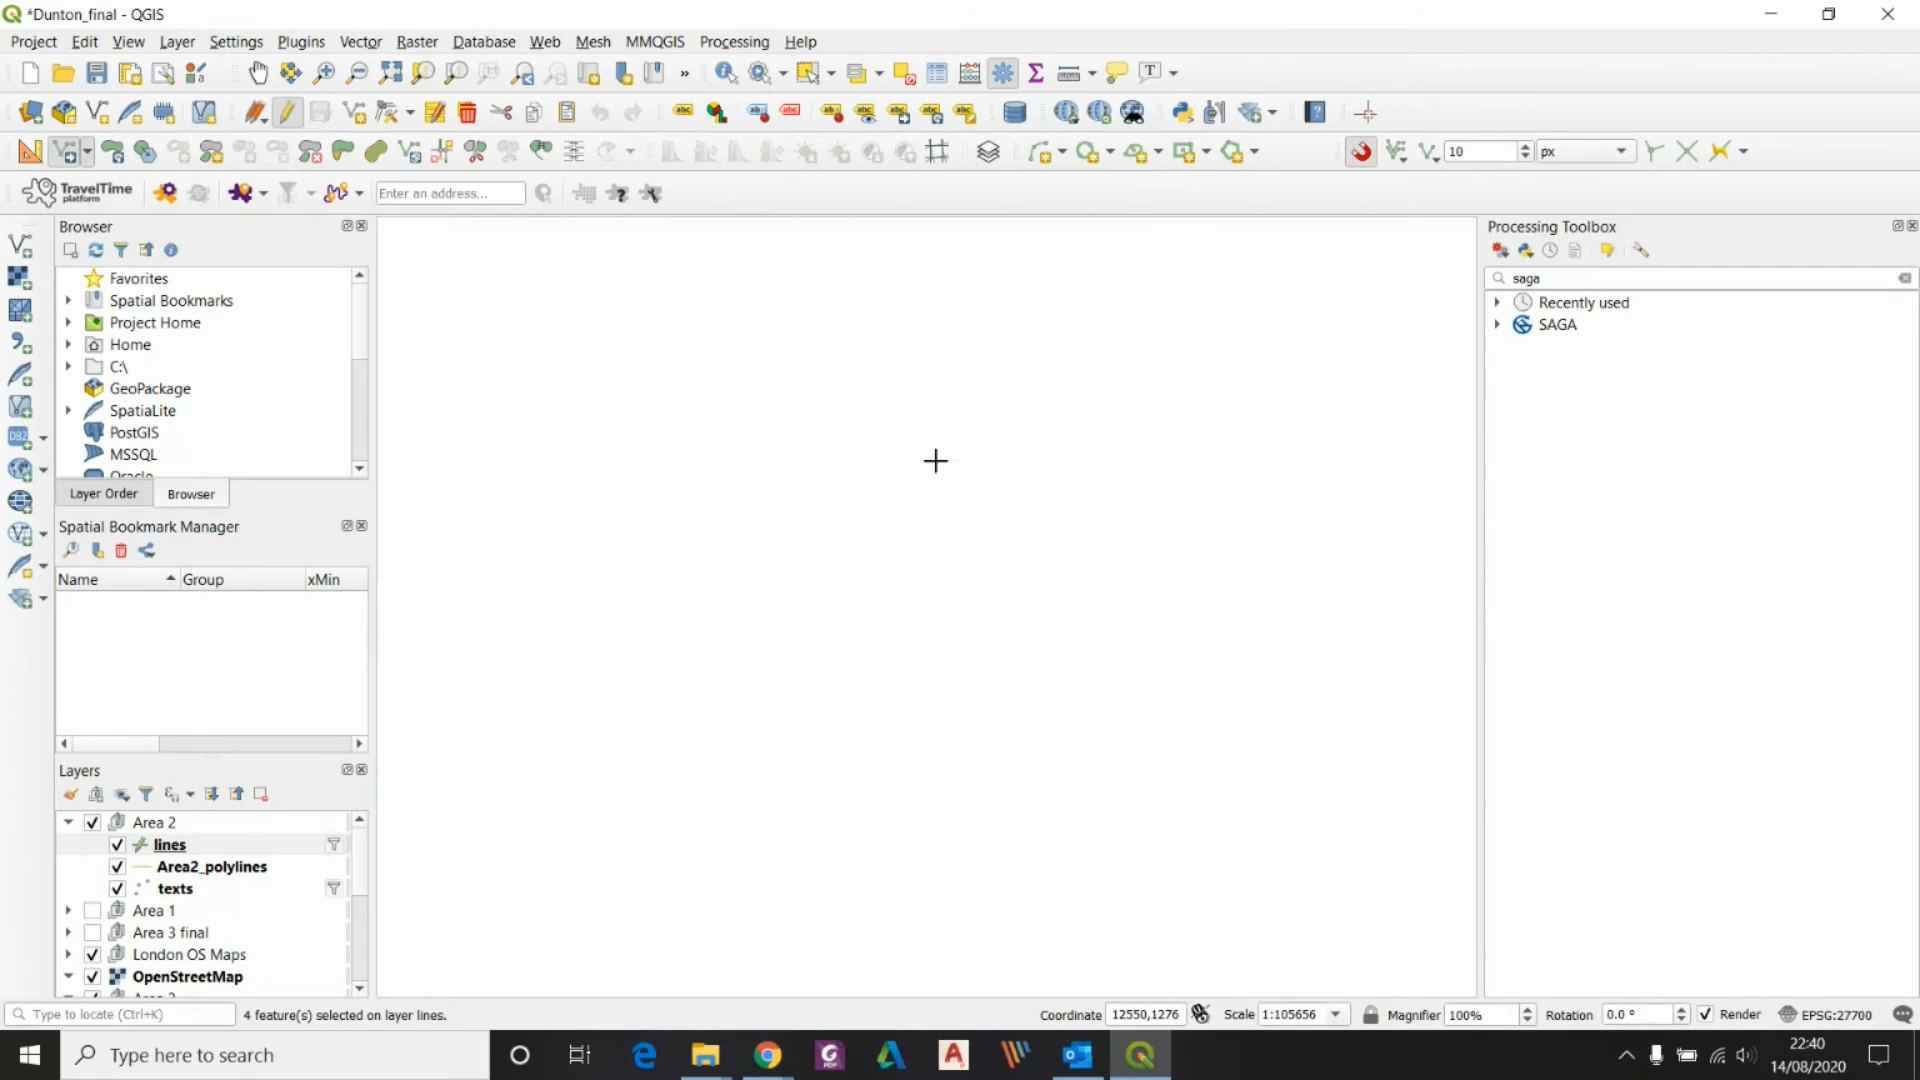 *Dunton_final - QGIS
Project Edit View Layer Settings Plugins Vector Raster Database Web Mesh MMQGIS Processing Help
10 px
TravelTime platform
Enter an address...
Browser
Favorites
Spatial Bookmarks
Project Home
Home
C:\
GeoPackage
SpatiaLite
PostGIS
MSSQL
Oracle
Layer Order Browser
Spatial Bookmark Manager
Name Group xMin
Layers
Area 2
lines
Area2_polylines
texts
Area 1
Area 3 final
London OS Maps
OpenStreetMap
Processing Toolbox
saga
Recently used
SAGA
Type to locate (Ctrl+K)
4 feature(s) selected on layer lines.
Coordinate 12550,1276 Scale 1:105656 Magnifier 100% Rotation 0.0 ° Render EPSG:27700
Type here to search
22:40
14/08/2020